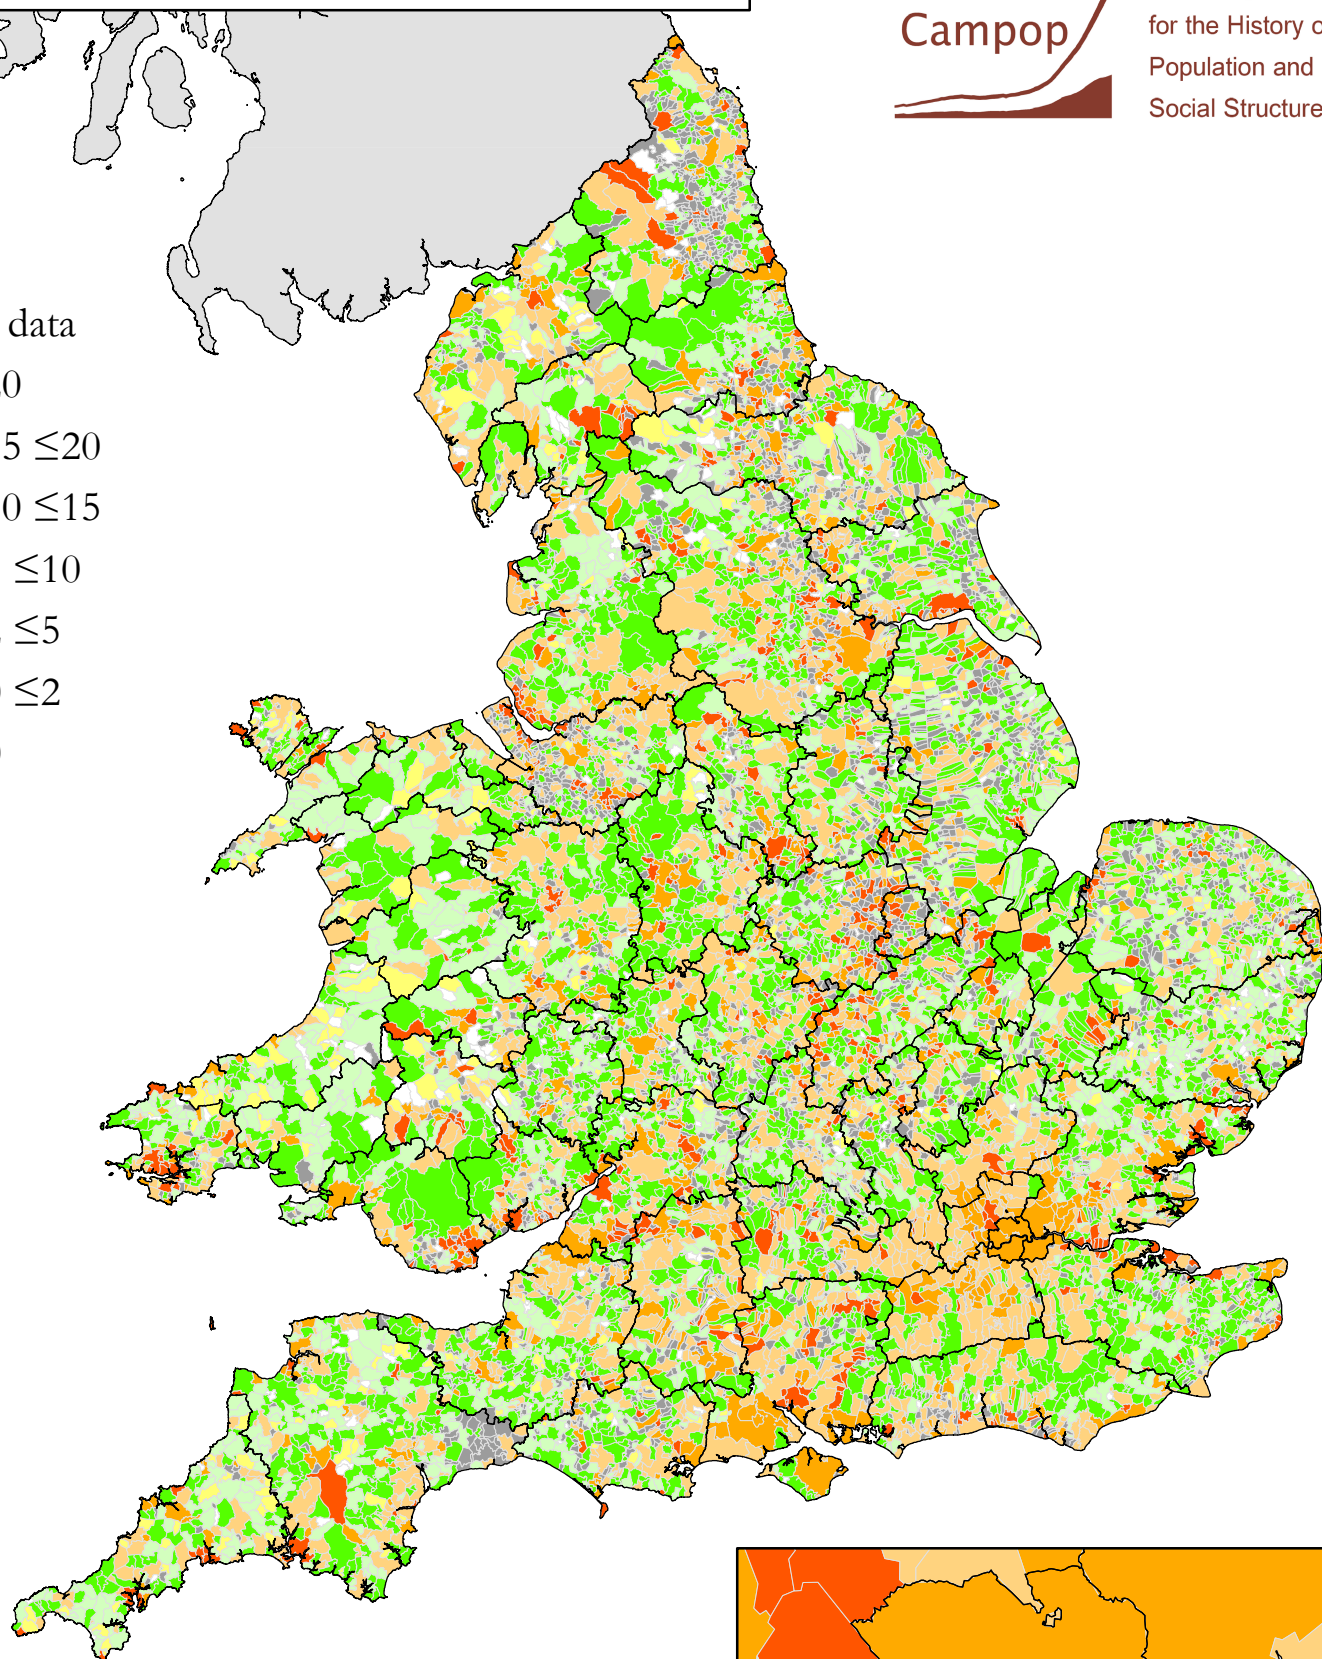 Campop
for the History o
Population and
Social Structure
data
0
5 ≤20
0 ≤15
≤10
≤5
≤2